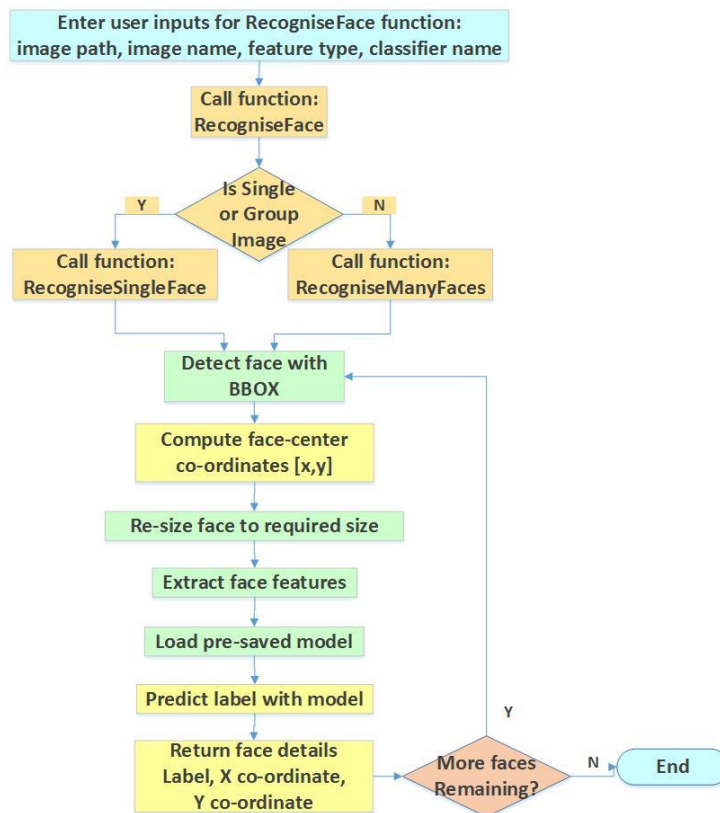 Enter user inputs for RecogniseFace function:
image path, image name, feature type, classifier name
Call function:
RecogniseFace
Is Single
or Group
Image
Y
N
Call function:
RecogniseSingleFace
Call function:
RecogniseManyFaces
Detect face with
BBOX
Compute face-center
co-ordinates [x,y]
Re-size face to required size
Extract face features
Load pre-saved model
Predict label with model
Return face details
Label, X co-ordinate,
Y co-ordinate
More faces
Remaining?
Y
N
End